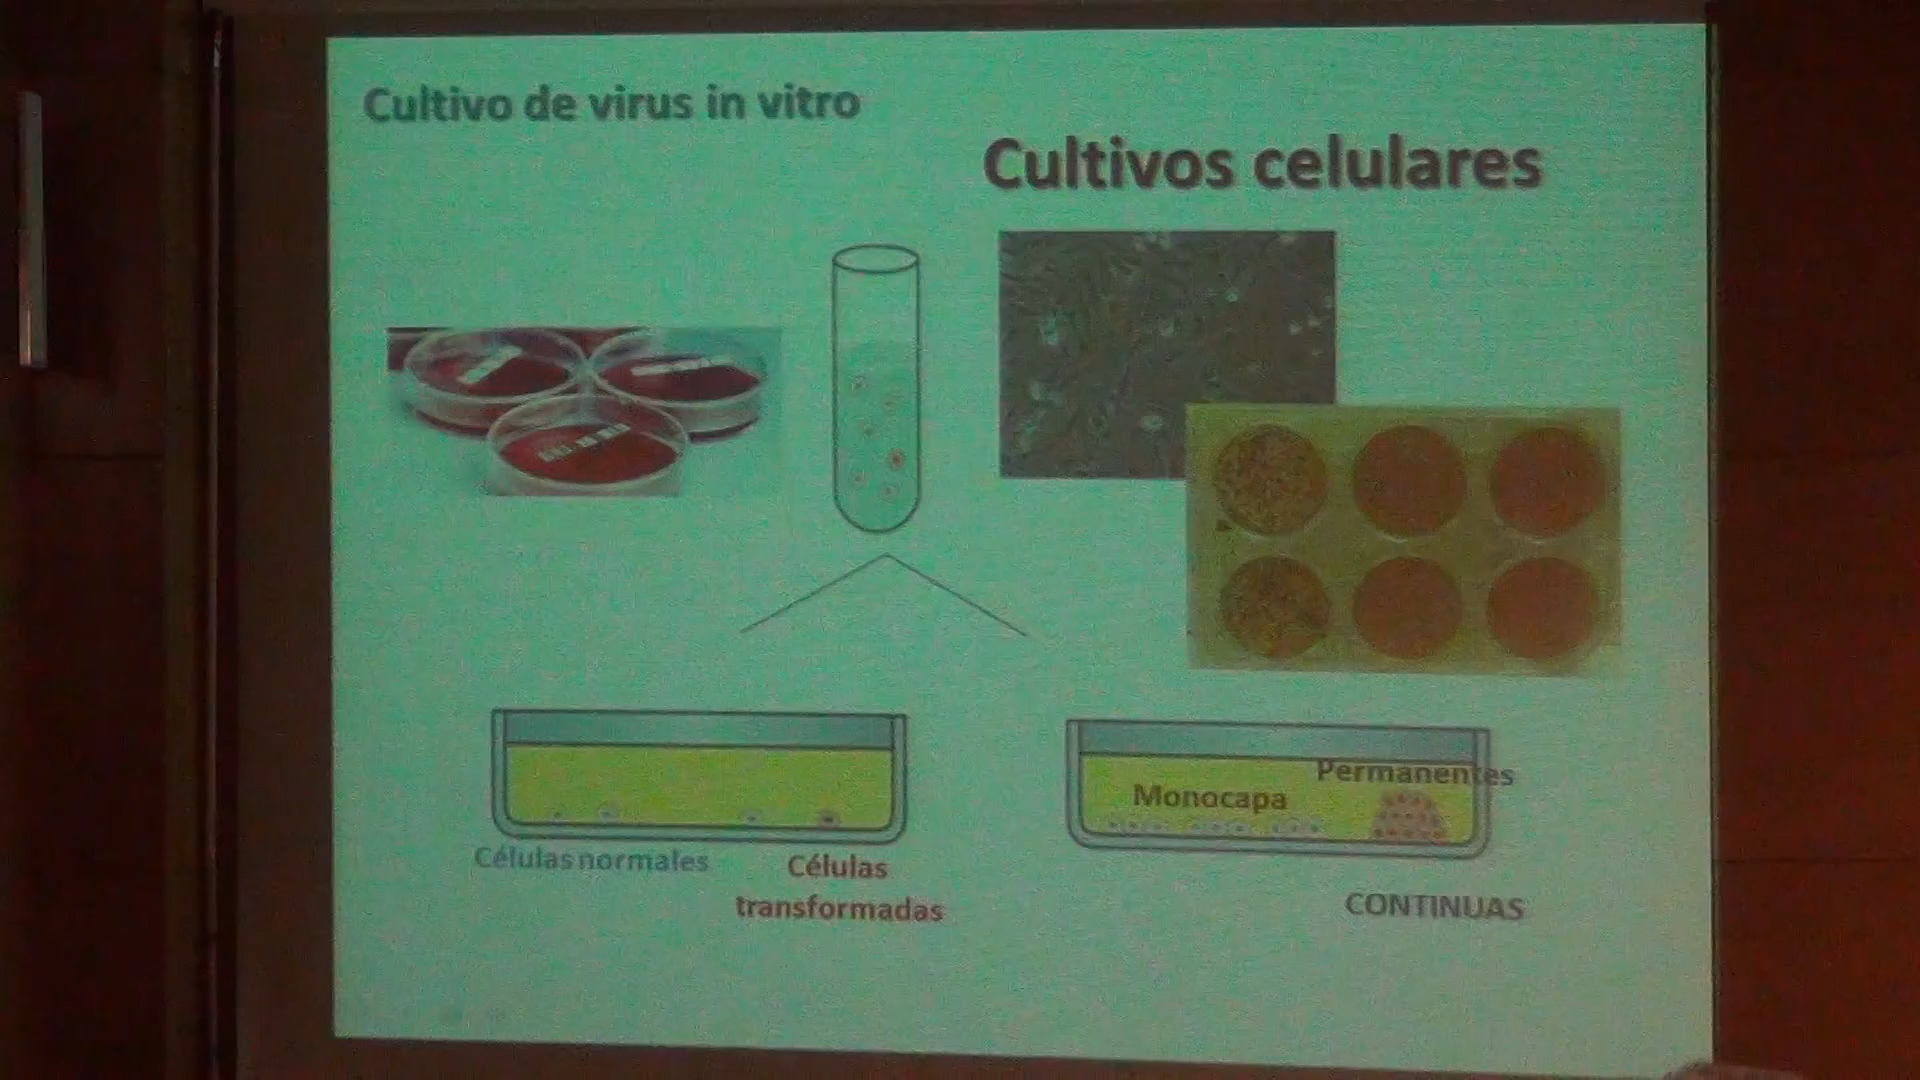 Cultivo de virus in vitro
Cultivos celulares
Permanentes
Monocapa
Células normales
Células
transformadas
CONTINUAS